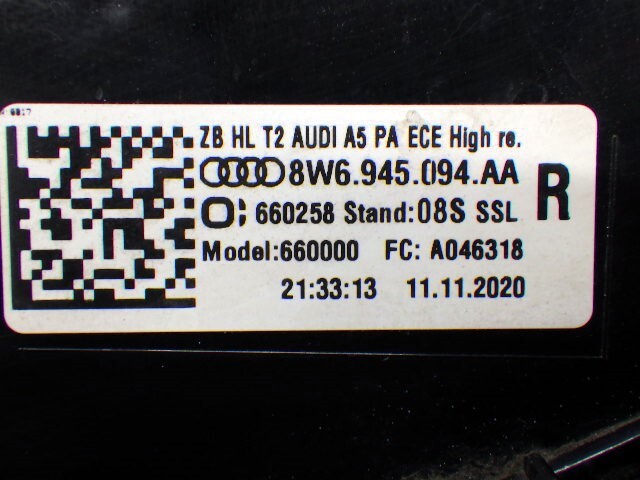 ZB HL T2 AUDI A5 PA ECE High re.
8W6.945.094.AA
R
660258 Stand:08S SSL
Model:660000 FC: A046318
21:33:13 11.11.2020